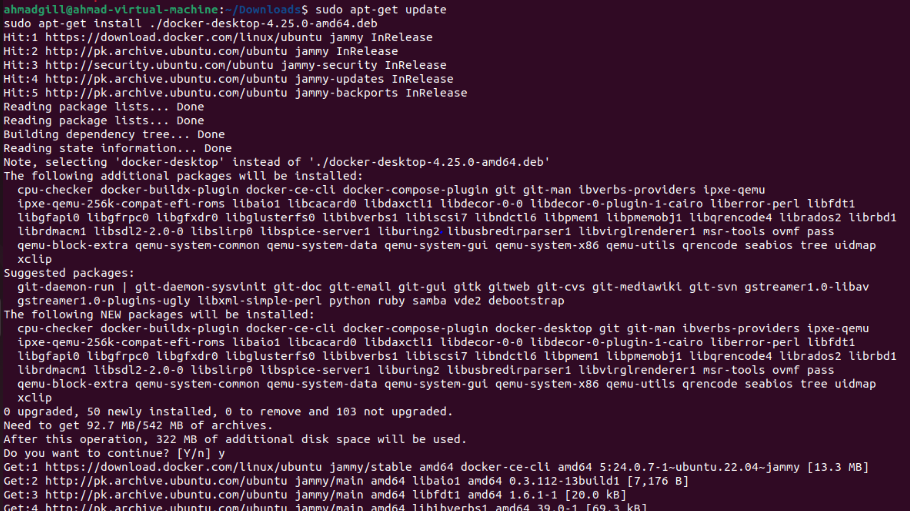 ahmadgill@ahmad-virtual-machine:~/Downloads$ sudo apt-get update
sudo apt-get install ./docker-desktop-4.25.0-amd64.deb
Hit:1 https://download.docker.com/linux/ubuntu jammy InRelease
Hit:2 http://pk.archive.ubuntu.com/ubuntu jammy InRelease
Hit:3 http://security.ubuntu.com/ubuntu jammy-security InRelease
Hit:4 http://pk.archive.ubuntu.com/ubuntu jammy-updates InRelease
Hit:5 http://pk.archive.ubuntu.com/ubuntu jammy-backports InRelease
Reading package lists... Done
Reading package lists... Done
Building dependency tree... Done
Reading state information... Done
Note, selecting 'docker-desktop' instead of './docker-desktop-4.25.0-amd64.deb'
The following additional packages will be installed:
  cpu-checker docker-buildx-plugin docker-ce-cli docker-compose-plugin git git-man ibverbs-providers ipxe-qemu
  ipxe-qemu-256k-compat-efi-roms libaio1 libcacard0 libdaxctl1 libdecor-0-0 libdecor-0-plugin-1-cairo liberror-perl libfdt1
  libgfapi0 libgfrpc0 libgfxdr0 libglusterfs0 libibverbs1 libiscsi7 libndctl6 libpmem1 libpmemobj1 libqrencode4 librados2 librbd1
  librdmacm1 libsdl2-2.0-0 libslirp0 libspice-server1 liburing2 libusbredirparser1 libvirglrenderer1 msr-tools ovmf pass
  qemu-block-extra qemu-system-common qemu-system-data qemu-system-gui qemu-system-x86 qemu-utils qrencode seabios tree uidmap
  xclip
Suggested packages:
  git-daemon-run | git-daemon-sysvinit git-doc git-email git-gui gitk gitweb git-cvs git-mediawiki git-svn gstreamer1.0-libav
  gstreamer1.0-plugins-ugly libxml-simple-perl python ruby samba vde2 debootstrap
The following NEW packages will be installed:
  cpu-checker docker-buildx-plugin docker-ce-cli docker-compose-plugin docker-desktop git git-man ibverbs-providers ipxe-qemu
  ipxe-qemu-256k-compat-efi-roms libaio1 libcacard0 libdaxctl1 libdecor-0-0 libdecor-0-plugin-1-cairo liberror-perl libfdt1
  libgfapi0 libgfrpc0 libgfxdr0 libglusterfs0 libibverbs1 libiscsi7 libndctl6 libpmem1 libpmemobj1 libqrencode4 librados2 librbd1
  librdmacm1 libsdl2-2.0-0 libslirp0 libspice-server1 liburing2 libusbredirparser1 libvirglrenderer1 msr-tools ovmf pass
  qemu-block-extra qemu-system-common qemu-system-data qemu-system-gui qemu-system-x86 qemu-utils qrencode seabios tree uidmap
  xclip
0 upgraded, 50 newly installed, 0 to remove and 103 not upgraded.
Need to get 92.7 MB/542 MB of archives.
After this operation, 322 MB of additional disk space will be used.
Do you want to continue? [Y/n] y
Get:1 https://download.docker.com/linux/ubuntu jammy/stable amd64 docker-ce-cli amd64 5:24.0.7-1~ubuntu.22.04~jammy [13.3 MB]
Get:2 http://pk.archive.ubuntu.com/ubuntu jammy/main amd64 libaio1 amd64 0.3.112-13build1 [7,176 B]
Get:3 http://pk.archive.ubuntu.com/ubuntu jammy/main amd64 libfdt1 amd64 1.6.1-1 [20.0 kB]
Get:4 http://pk.archive.ubuntu.com/ubuntu jammy/main amd64 libibverbs1 amd64 39.0-1 [69.3 kB]